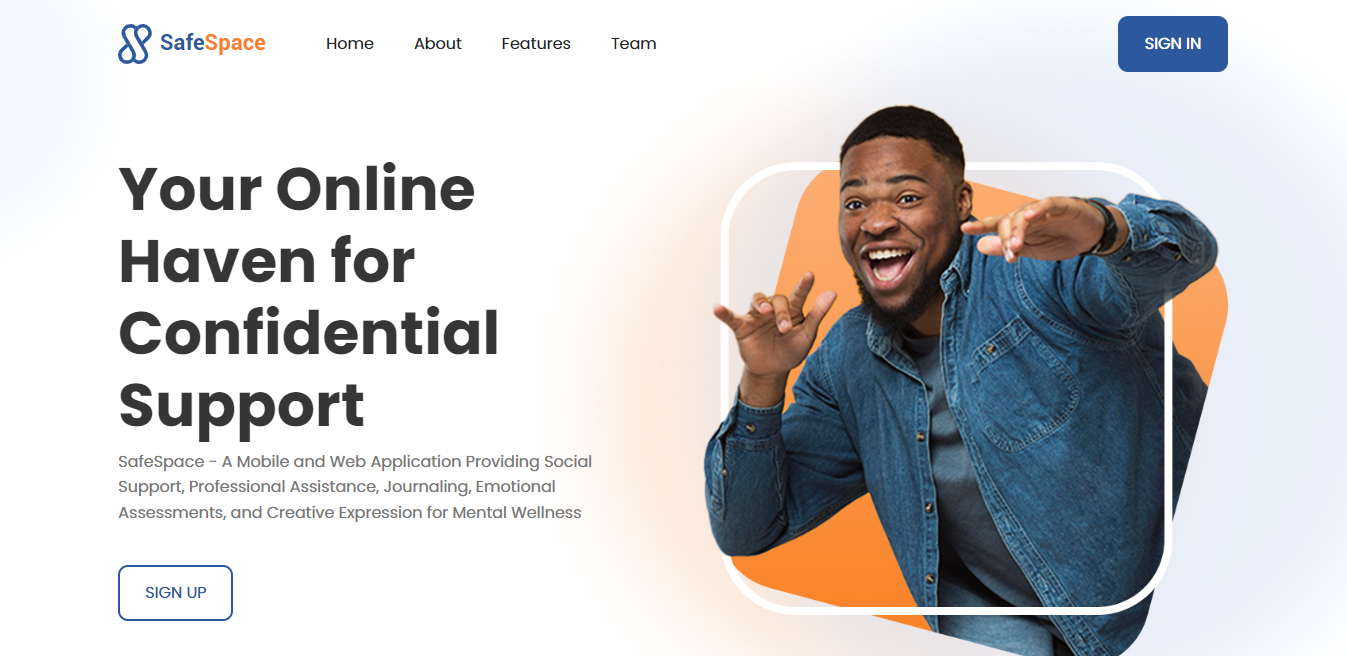 SafeSpace
Home
About
Features
Team
SIGN IN
Your Online
Haven for
Confidential
Support
SafeSpace - A Mobile and Web Application Providing Social
Support, Professional Assistance, Journaling, Emotional
Assessments, and Creative Expression for Mental Wellness
SIGN UP